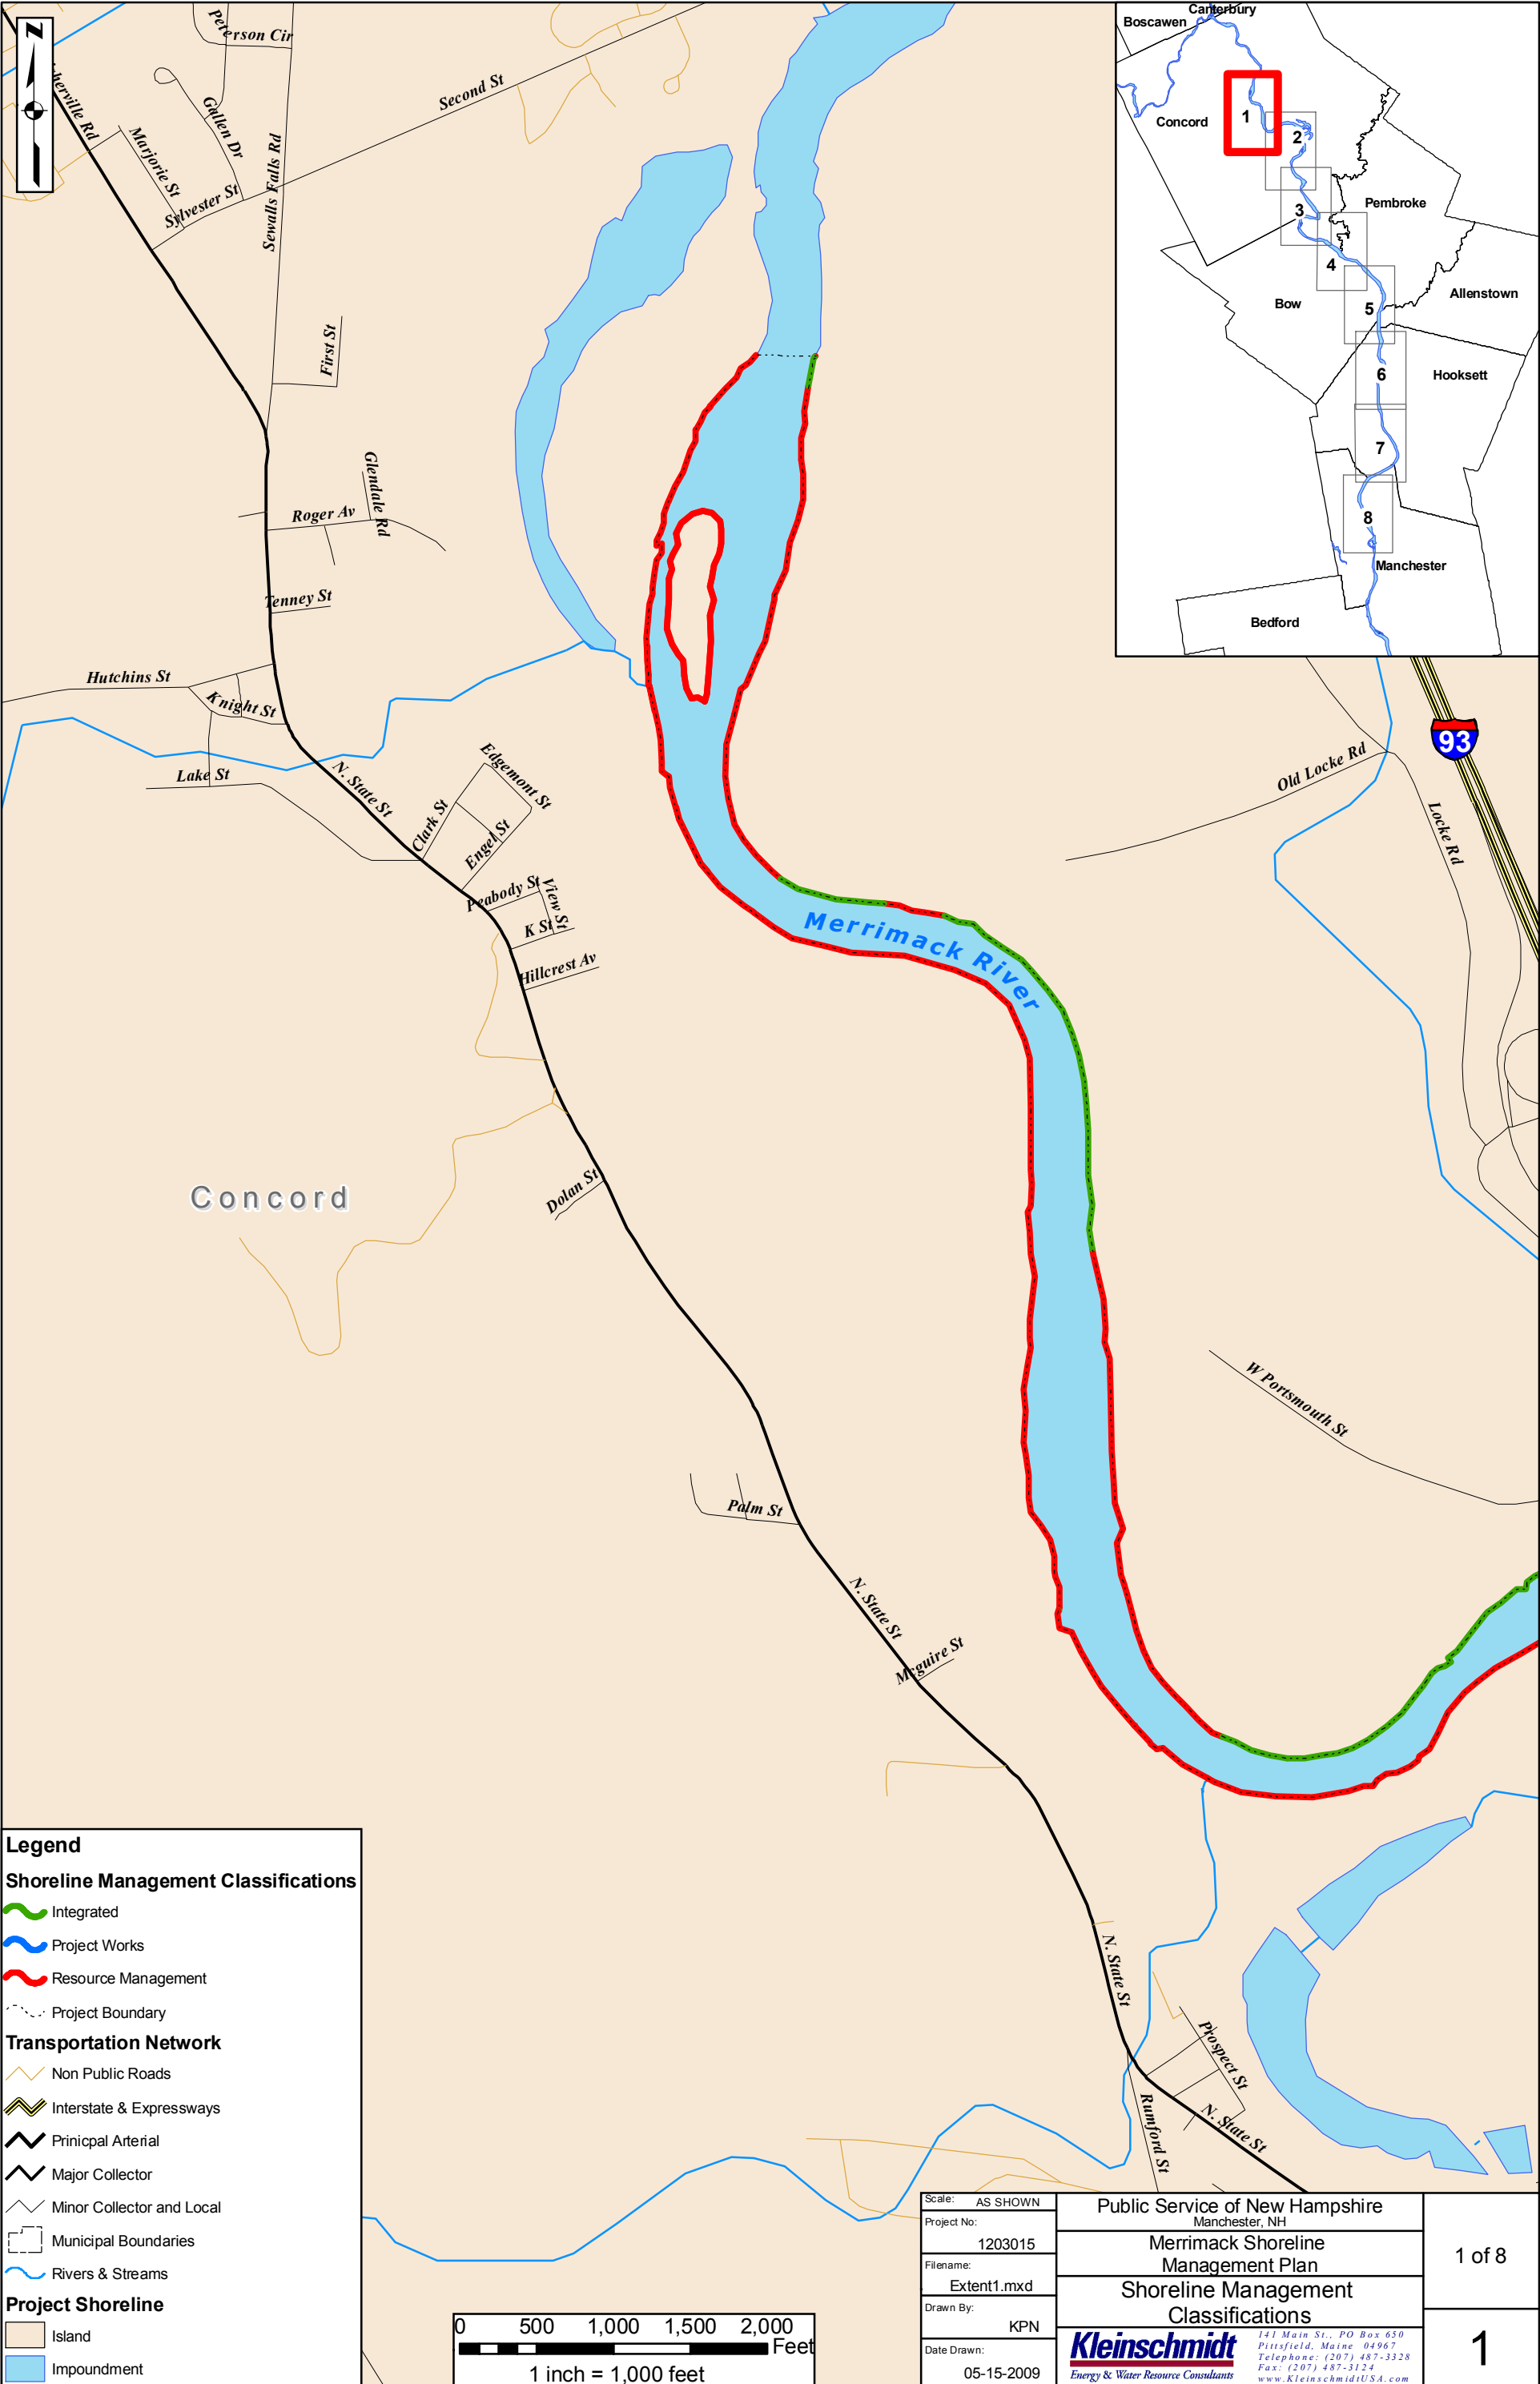 N
Peterson Cir
Gallen Dr
Marjorie St
Sylvester St
Sewalls Falls Rd
Second St
First St
Glendale Rd
Roger Av
Tenney St
Hutchins St
Knight St
Lake St
N. State St
Clark St
Edgemont St
Engel St
Peabody St
View St
K St
Hillcrest Av
Dolan St
Concord
Palm St
N. State St
Mcguire St
N. State St
Prospect St
N. State St
Rumford St
Merrimack River
Old Locke Rd
Locke Rd
93
W Portsmouth St
Canterbury
Boscawen
Concord
1
2
3
Pembroke
4
Bow
5
Allenstown
6
Hooksett
7
8
Manchester
Bedford
Legend
Shoreline Management Classifications
Integrated
Project Works
Resource Management
Project Boundary
Transportation Network
Non Public Roads
Interstate & Expressways
Prinicpal Arterial
Major Collector
Minor Collector and Local
Municipal Boundaries
Rivers & Streams
Project Shoreline
Island
Impoundment
0 500 1,000 1,500 2,000
Feet
1 inch = 1,000 feet
Scale: AS SHOWN
Project No:
1203015
Filename:
Extent1.mxd
Drawn By:
KPN
Date Drawn:
05-15-2009
Public Service of New Hampshire
Manchester, NH
Merrimack Shoreline
Management Plan
Shoreline Management
Classifications
Kleinschmidt
Energy & Water Resource Consultants
141 Main St., PO Box 650
Pittsfield, Maine 04967
Telephone: (207) 487-3328
Fax: (207) 487-3124
www.KleinschmidtUSA.com
1 of 8
1